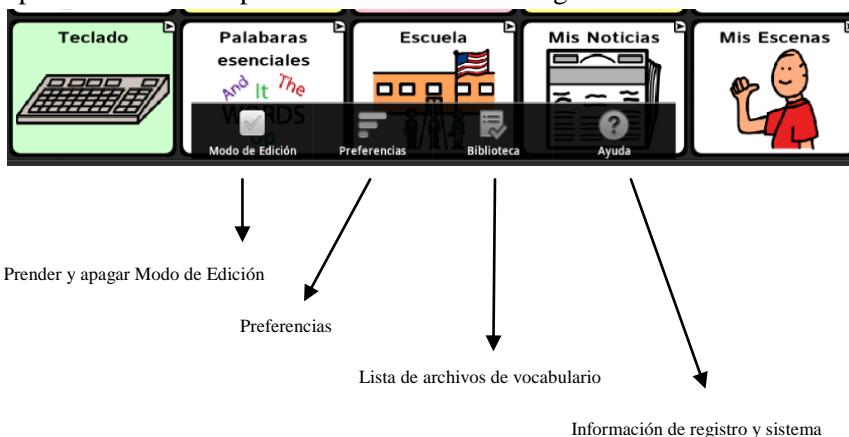 Teclado
Palabaras
esenciales
Escuela
Mis Noticias
Mis Escenas
And It The
WORDS
Modo de Edición
Preferencias
Biblioteca
Ayuda
Prender y apagar Modo de Edición
Preferencias
Lista de archivos de vocabulario
Información de registro y sistema